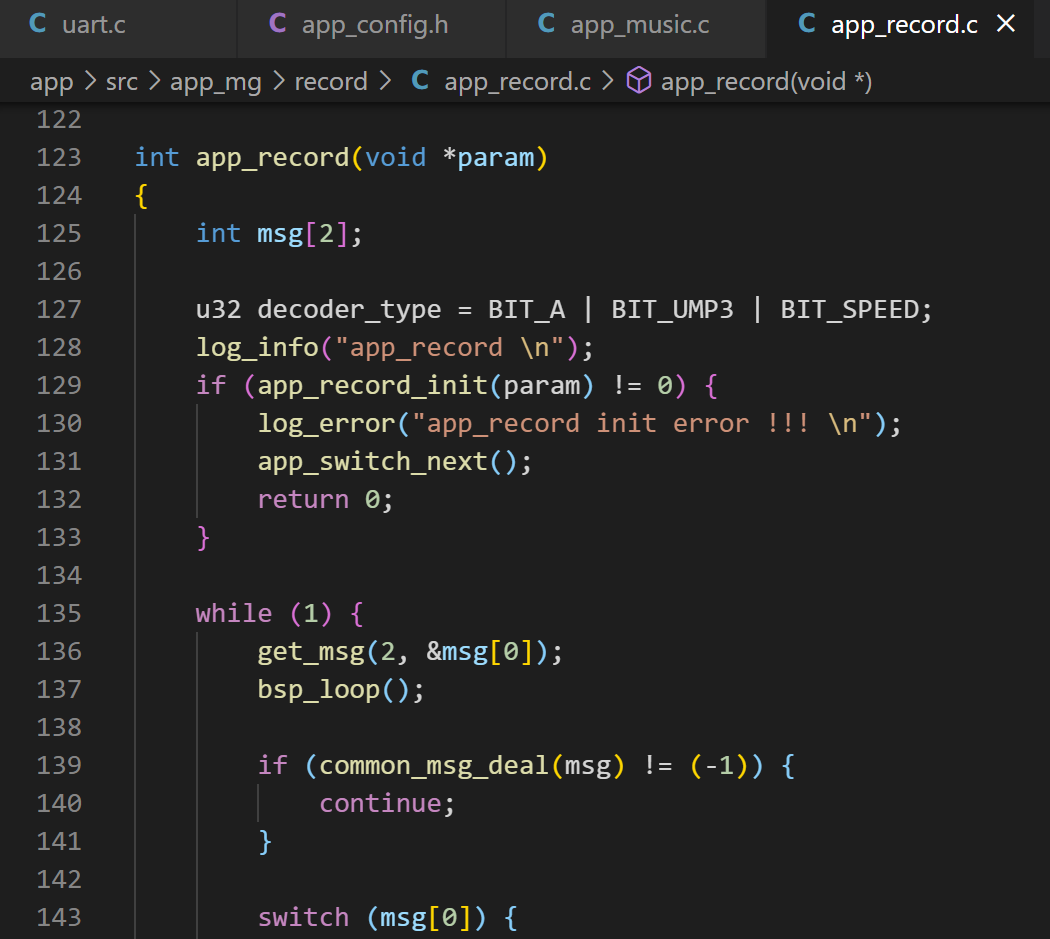 C uart.c C app_config.h C app_music.c C app_record.c ×
app > src > app_mg > record > C app_record.c > app_record(void *)
122
123 int app_record(void *param)
124 {
125     int msg[2];
126
127     u32 decoder_type = BIT_A | BIT_UMP3 | BIT_SPEED;
128     log_info("app_record \n");
129     if (app_record_init(param) != 0) {
130         log_error("app_record init error !!! \n");
131         app_switch_next();
132         return 0;
133     }
134
135     while (1) {
136         get_msg(2, &msg[0]);
137         bsp_loop();
138
139         if (common_msg_deal(msg) != (-1)) {
140             continue;
141         }
142
143         switch (msg[0]) {